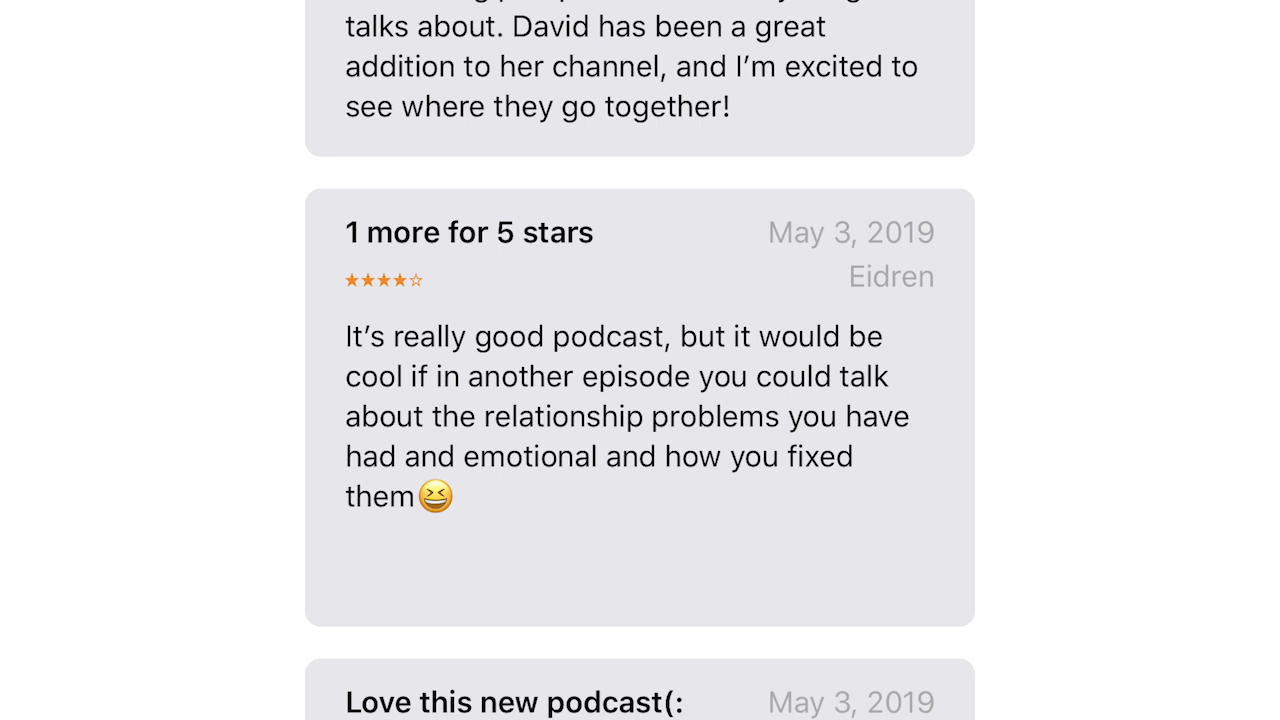 talks about. David has been a great
addition to her channel, and I’m excited to
see where they go together!
1 more for 5 stars
May 3, 2019
★★★★☆
Eidren
It’s really good podcast, but it would be
cool if in another episode you could talk
about the relationship problems you have
had and emotional and how you fixed
them😆
Love this new podcast(:
May 3, 2019